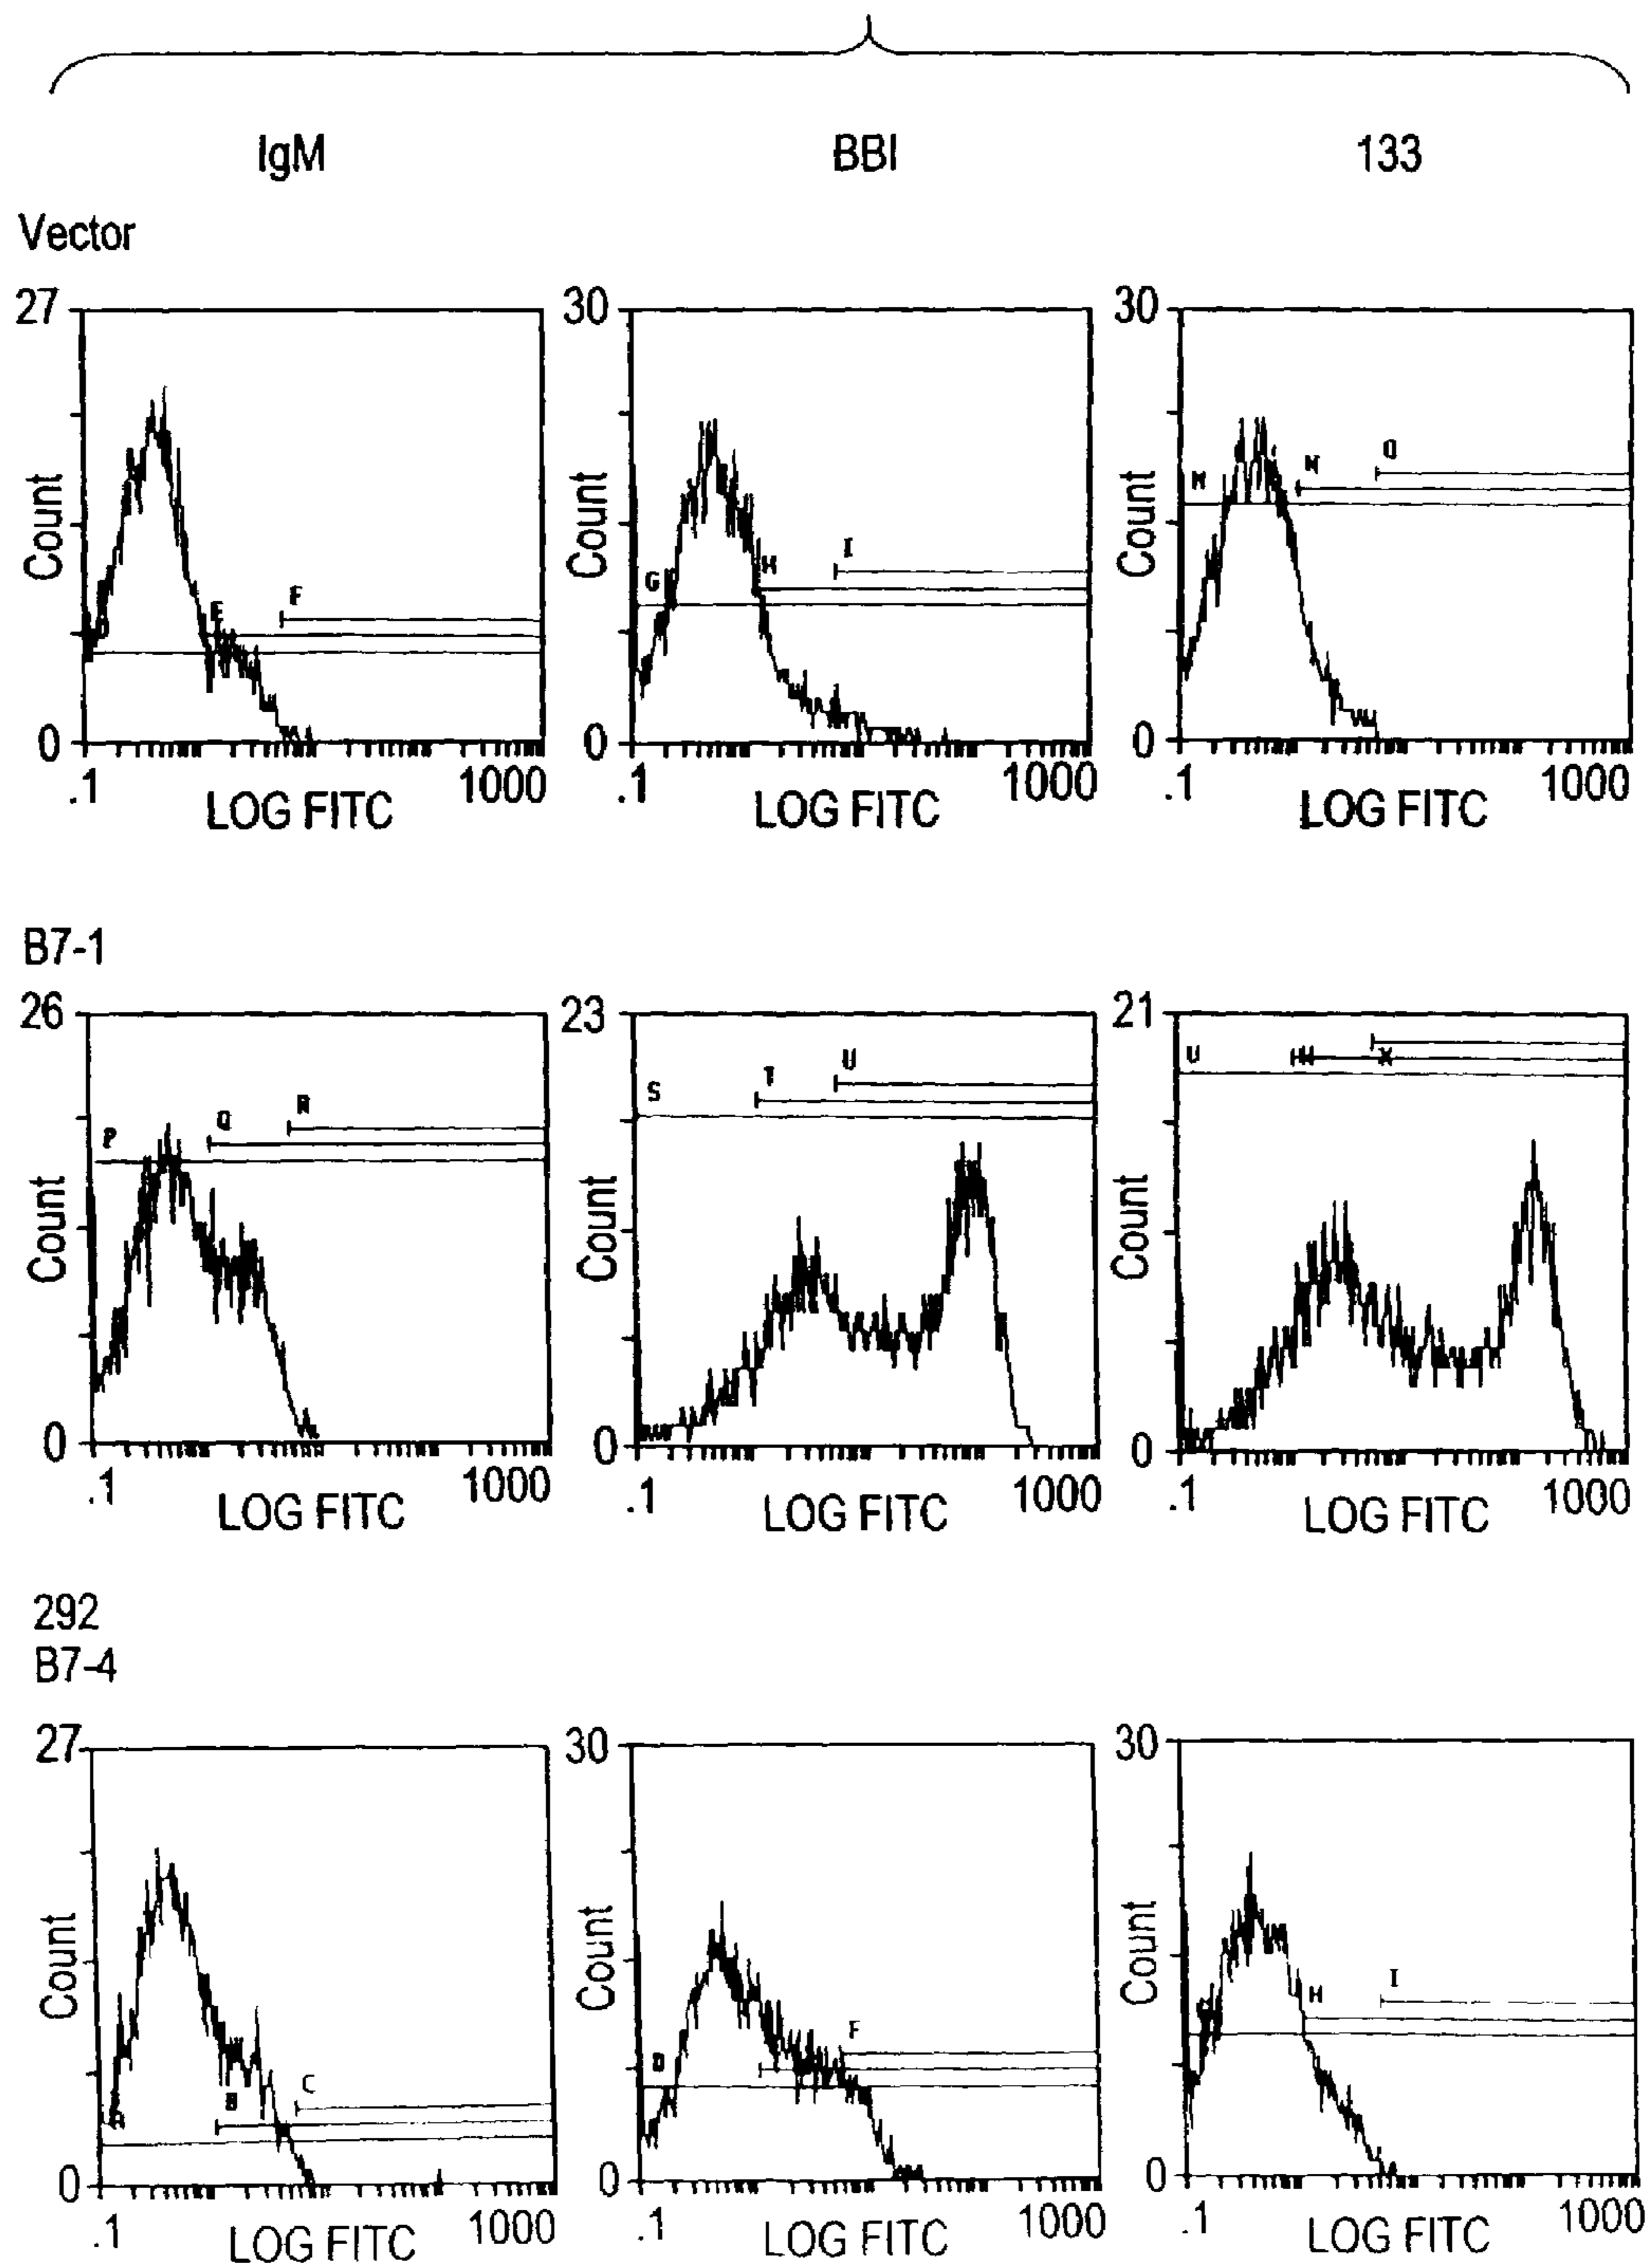 IgM BBI 133
Vector
27 30 30
Count Count Count
E F G H I M N O
0 0 0
.1 1000 .1 1000 .1 1000
LOG FITC LOG FITC LOG FITC
B7-1
26 23 21
P Q R S T U U X
Count Count Count
0 0 0
.1 1000 .1 1000 .1 1000
LOG FITC LOG FITC LOG FITC
292
B7-4
27 30 30
Count Count Count
B C D F H I
0 0 0
.1 1000 .1 1000 .1 1000
LOG FITC LOG FITC LOG FITC